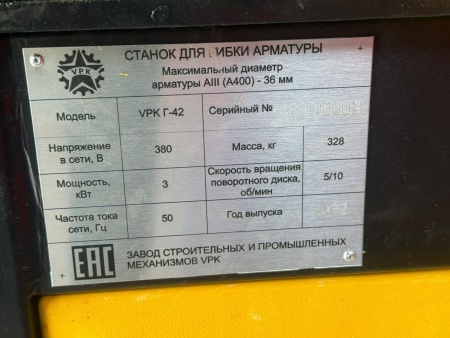 VPK
СТАНОК ДЛЯ ГИБКИ АРМАТУРЫ
Максимальный диаметр
арматуры АIII (А400) - 36 мм
Модель
VPK Г-42
Серийный №
Напряжение
в сети, В
380
Масса, кг
328
Мощность,
кВт
3
Скорость вращения
поворотного диска,
об/мин
5/10
Частота тока
сети, Гц
50
Год выпуска
EAC
ЗАВОД СТРОИТЕЛЬНЫХ И ПРОМЫШЛЕННЫХ
МЕХАНИЗМОВ VPK